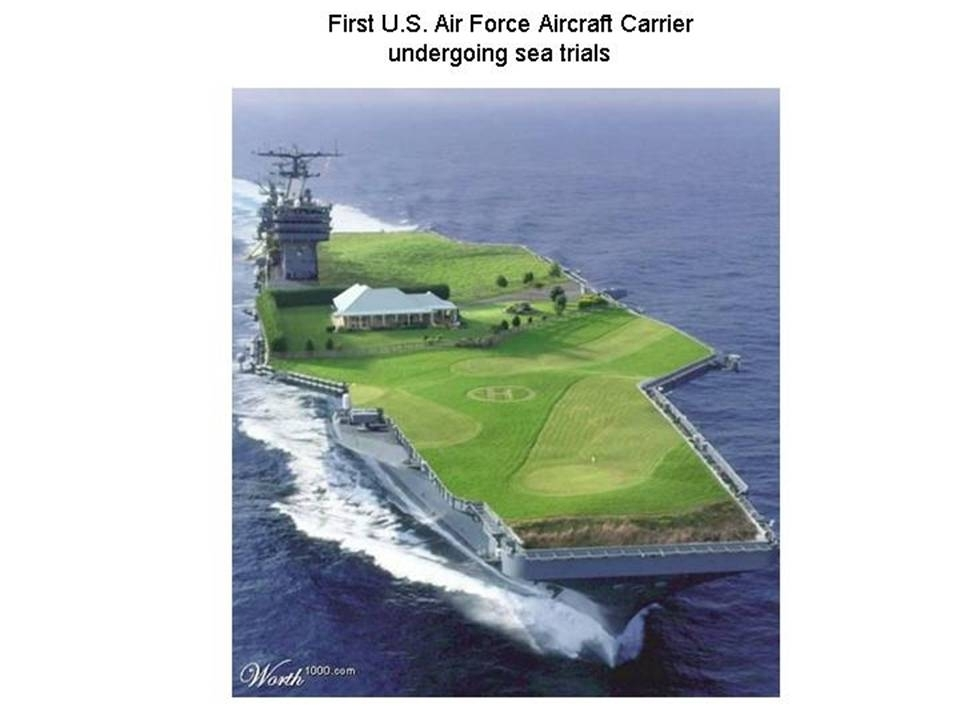 First U.S. Air Force Aircraft Carrier
undergoing sea trials
H
Worth1000.com